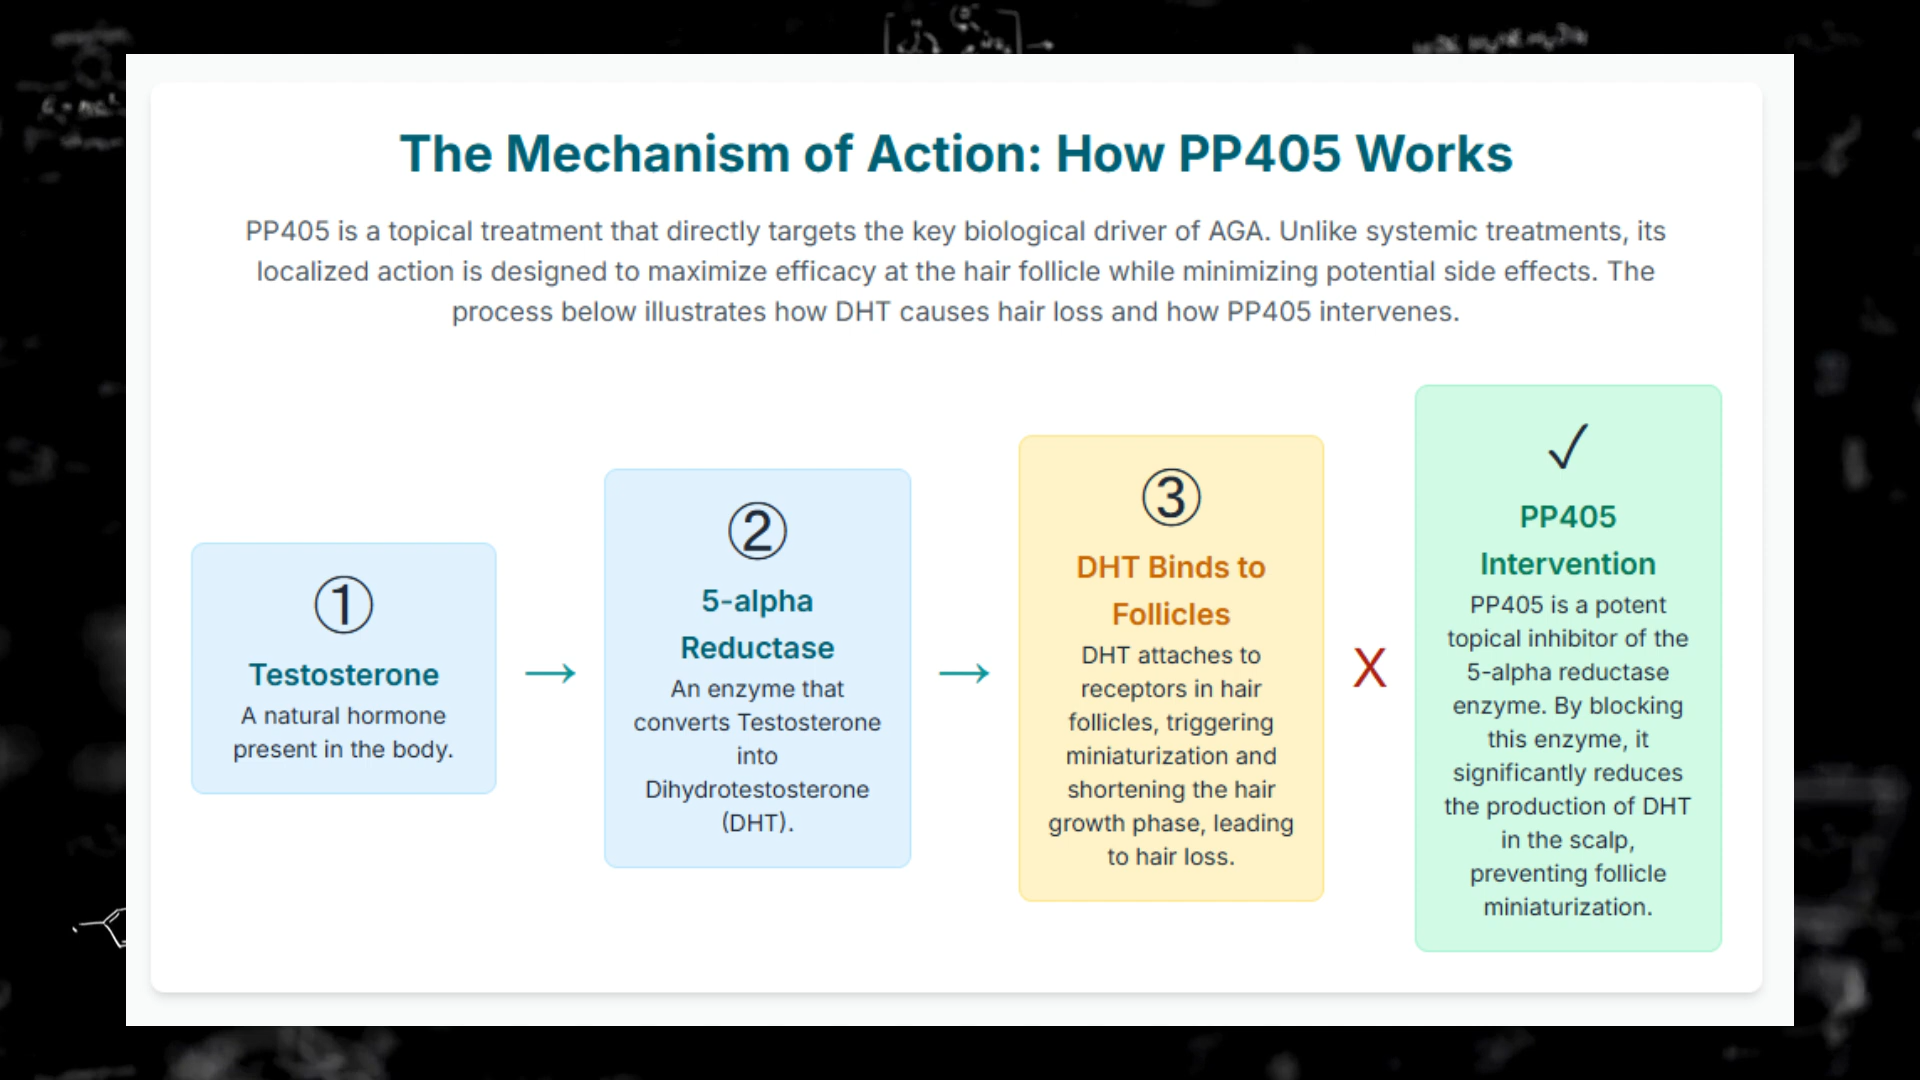 The Mechanism of Action: How PP405 Works
PP405 is a topical treatment that directly targets the key biological driver of AGA. Unlike systemic treatments, its
localized action is designed to maximize efficacy at the hair follicle while minimizing potential side effects. The
process below illustrates how DHT causes hair loss and how PP405 intervenes.
①
Testosterone
A natural hormone
present in the body.
→
②
5-alpha
Reductase
An enzyme that
converts Testosterone
into
Dihydrotestosterone
(DHT).
→
③
DHT Binds to
Follicles
DHT attaches to
receptors in hair
follicles, triggering
miniaturization and
shortening the hair
growth phase, leading
to hair loss.
X
✓
PP405
Intervention
PP405 is a potent
topical inhibitor of the
5-alpha reductase
enzyme. By blocking
this enzyme, it
significantly reduces
the production of DHT
in the scalp,
preventing follicle
miniaturization.